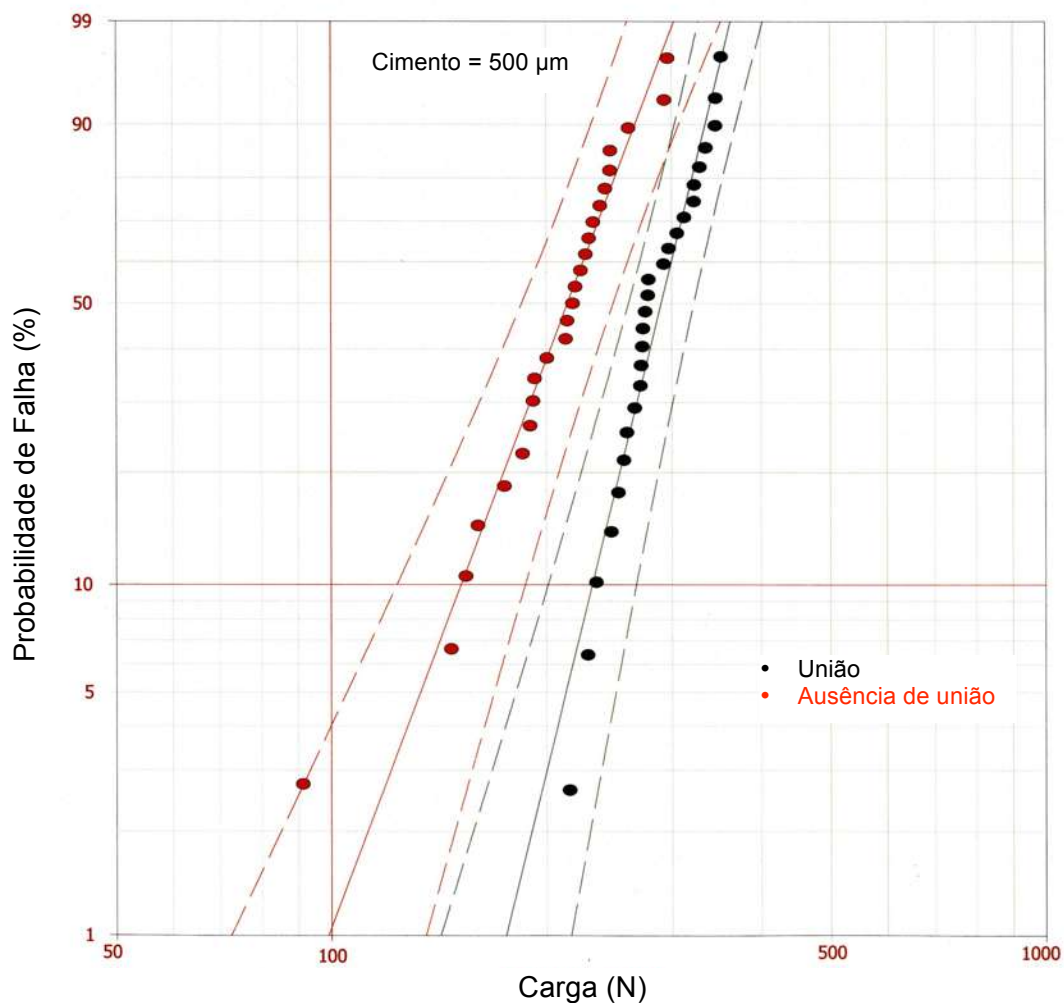 99
Cimento = 500 µm
90
50
10
5
1
Probabilidade de Falha (%)
União
Ausência de união
50
100
500
1000
Carga (N)